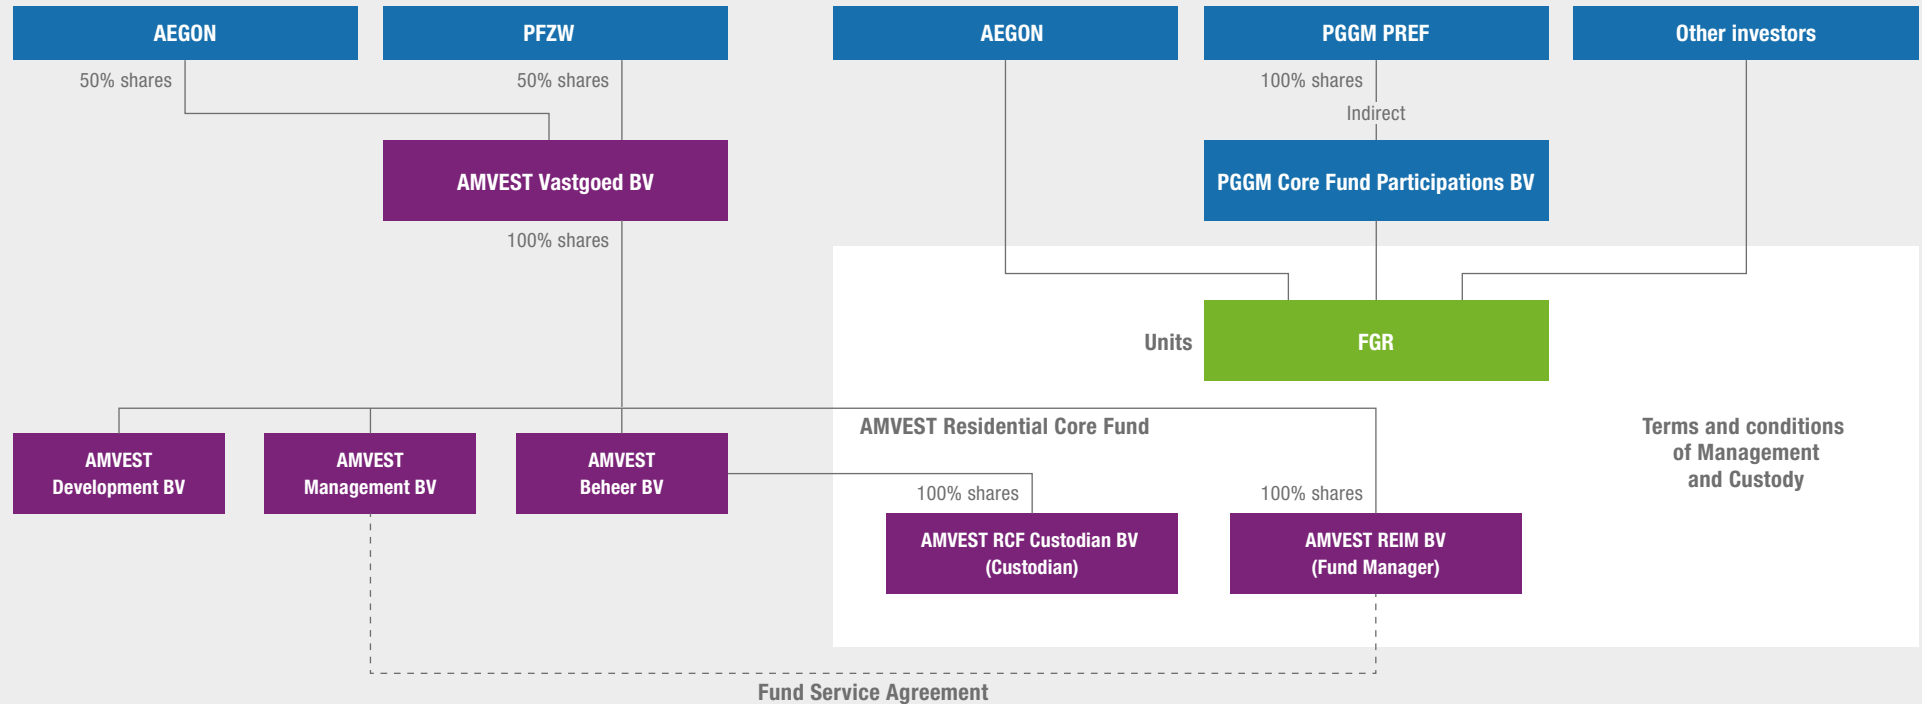 AEGON
PFZW
AEGON
PGGM PREF
Other investors
50% shares
50% shares
100% shares
Indirect
AMVEST Vastgoed BV
PGGM Core Fund Participations BV
100% shares
Units
FGR
AMVEST Residential Core Fund
Terms and conditions
of Management
and Custody
AMVEST
Development BV
AMVEST
Management BV
AMVEST
Beheer BV
100% shares
100% shares
AMVEST RCF Custodian BV
(Custodian)
AMVEST REIM BV
(Fund Manager)
Fund Service Agreement